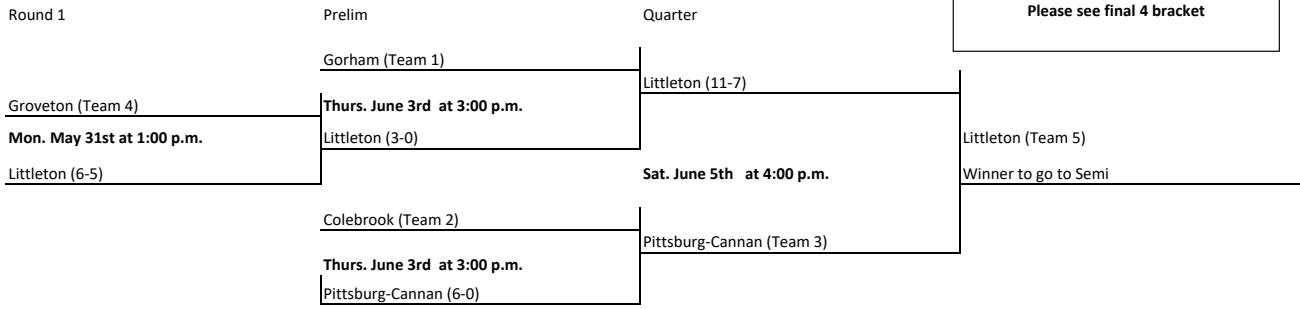 Round 1
Prelim
Quarter
Please see final 4 bracket
Gorham (Team 1)
Littleton (11-7)
Groveton (Team 4)
Thurs. June 3rd at 3:00 p.m.
Mon. May 31st at 1:00 p.m.
Littleton (3-0)
Littleton (Team 5)
Littleton (6-5)
Sat. June 5th at 4:00 p.m.
Winner to go to Semi
Colebrook (Team 2)
Pittsburg-Cannan (Team 3)
Thurs. June 3rd at 3:00 p.m.
Pittsburg-Cannan (6-0)